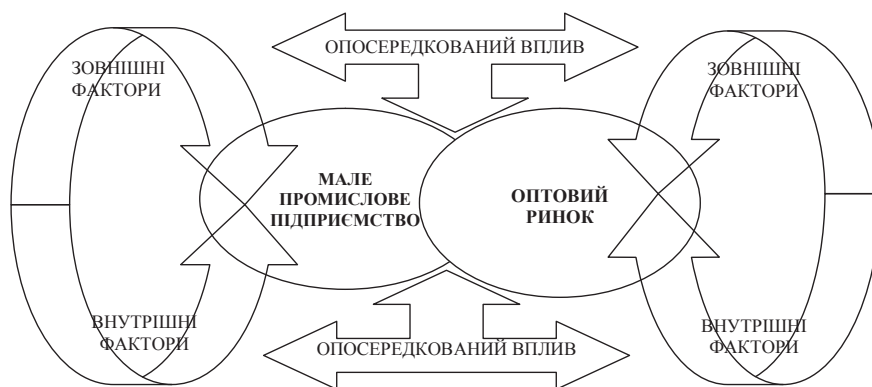 ОПОСЕРЕДКОВАНИЙ ВПЛИВ
ЗОВНІШНІ
ФАКТОРИ
ЗОВНІШНІ
ФАКТОРИ
МАЛЕ
ПРОМИСЛОВЕ
ПІДПРИЄМСТВО
ОПТОВИЙ
РИНОК
ВНУТРІШНІ
ФАКТОРИ
ВНУТРІШНІ
ФАКТОРИ
ОПОСЕРЕДКОВАНИЙ ВПЛИВ